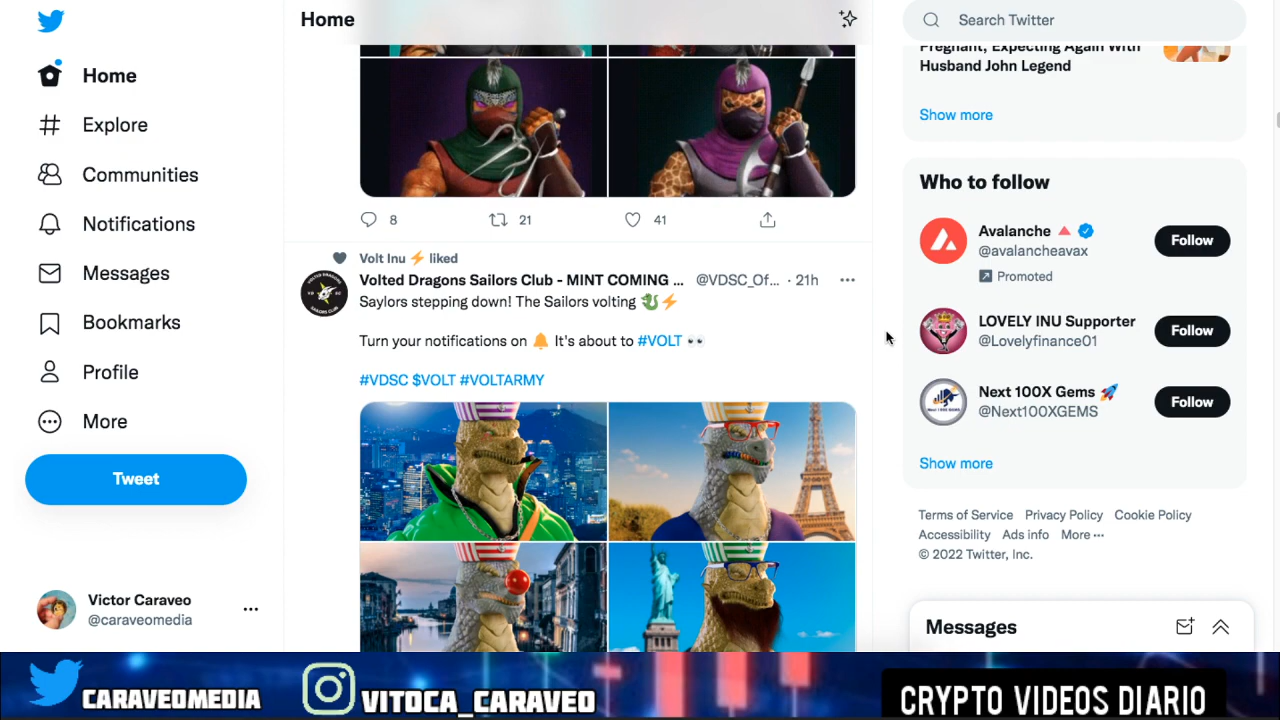 Home
Explore
Communities
Notifications
Messages
Bookmarks
Profile
More
Tweet
Victor Caraveo
@caraveomedia
Home
8 21 41
Volt Inu ⚡ liked
Volted Dragons Sailors Club - MINT COMING ... @VDSC_Of... · 21h
Saylors stepping down! The Sailors volting 🐉⚡
Turn your notifications on 🔔 It's about to #VOLT 👀
#VDSC $VOLT #VOLTARMY
Search Twitter
Pregnant, Expecting Again With
Husband John Legend
Show more
Who to follow
Avalanche 🔺
@avalancheavax
Promoted
Follow
LOVELY INU Supporter
@Lovelyfinance01
Follow
Next 100X Gems 🚀
@Next100XGEMS
Follow
Show more
Terms of Service Privacy Policy Cookie Policy
Accessibility Ads info More ···
© 2022 Twitter, Inc.
Messages
CARAVEOMEDIA
VITOCA_CARAVEO
CRYPTO VIDEOS DIARIO